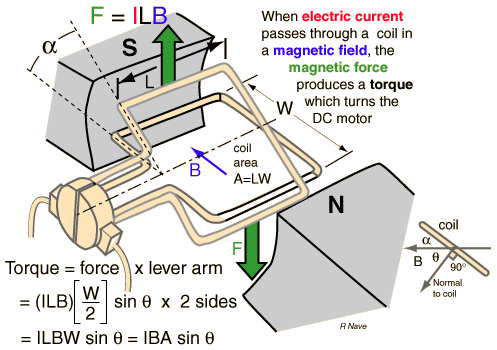 F = ILB
S
α
L
When electric current
passes through a coil in
a magnetic field, the
magnetic force
produces a torque
which turns the
DC motor
W
coil
area
A=LW
B
N
F
coil
α
B
θ
90°
Normal
to coil
Torque = force x lever arm
= (ILB) [W/2] sin θ x 2 sides
= ILBW sin θ = IBA sin θ
R Nave